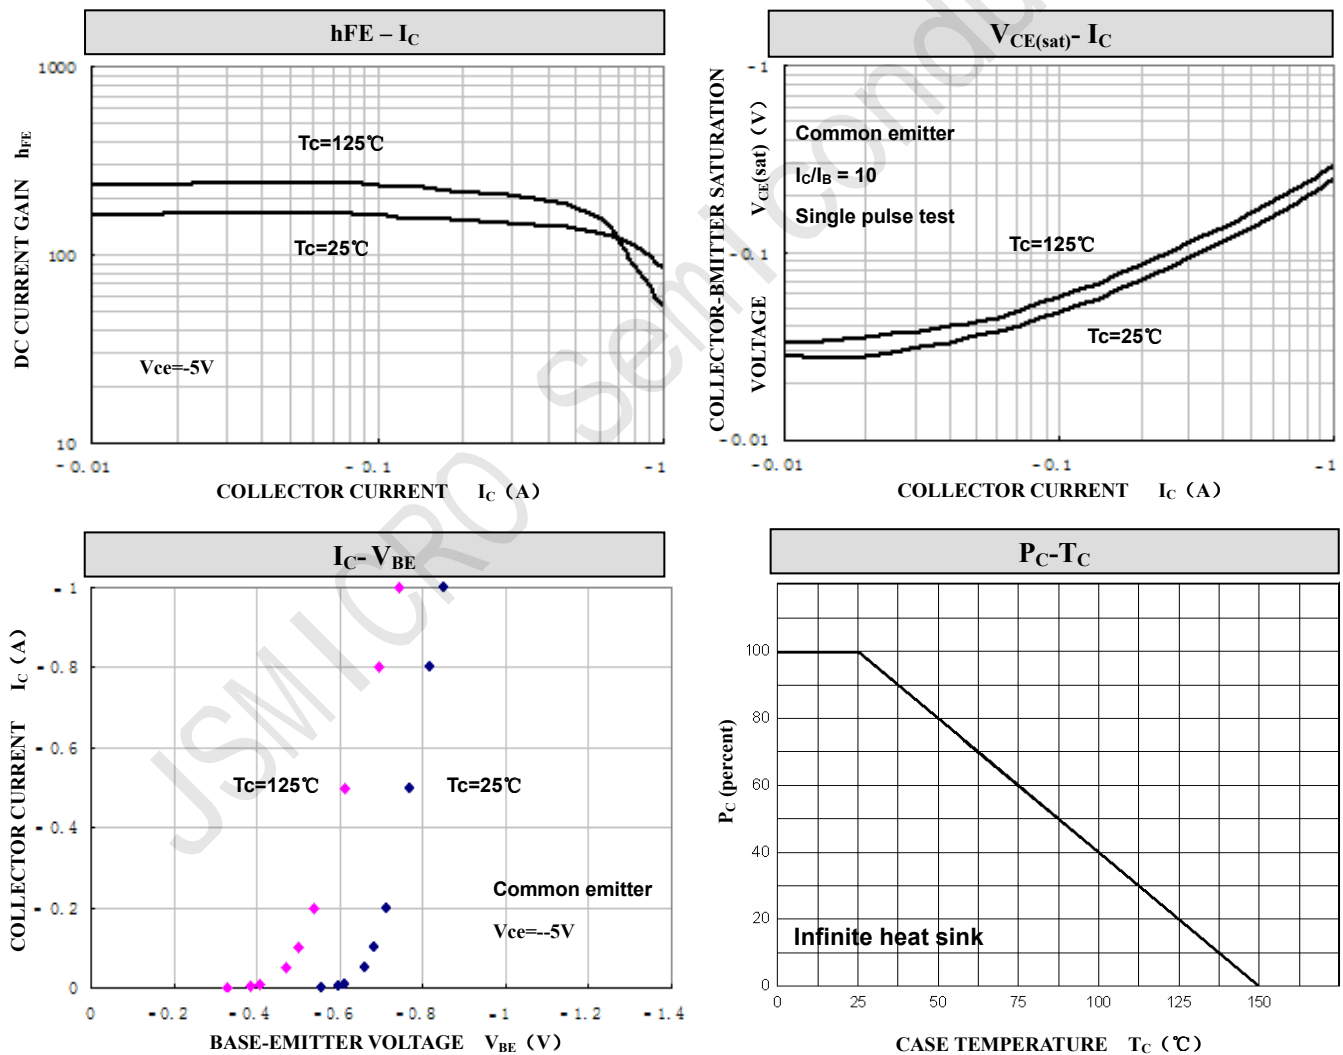 hFE – IC
1000
100
10
-0.01
-0.1
-1
DC CURRENT GAIN hFE
Tc=125℃
Tc=25℃
Vce=-5V
COLLECTOR CURRENT IC (A)
VCE(sat)- IC
-1
-0.1
-0.01
-0.01
-0.1
-1
COLLECTOR-BMITTER SATURATION
VOLTAGE VCE(sat) (V)
Common emitter
IC/IB = 10
Single pulse test
Tc=125℃
Tc=25℃
COLLECTOR CURRENT IC (A)
IC- VBE
-1
-0.8
-0.6
-0.4
-0.2
0
0
-0.2
-0.4
-0.6
-0.8
-1
-1.2
-1.4
COLLECTOR CURRENT IC (A)
Tc=125℃
Tc=25℃
Common emitter
Vce=--5V
BASE-EMITTER VOLTAGE VBE (V)
PC-TC
100
80
60
40
20
0
0
25
50
75
100
125
150
PC (percent)
Infinite heat sink
CASE TEMPERATURE TC (℃)